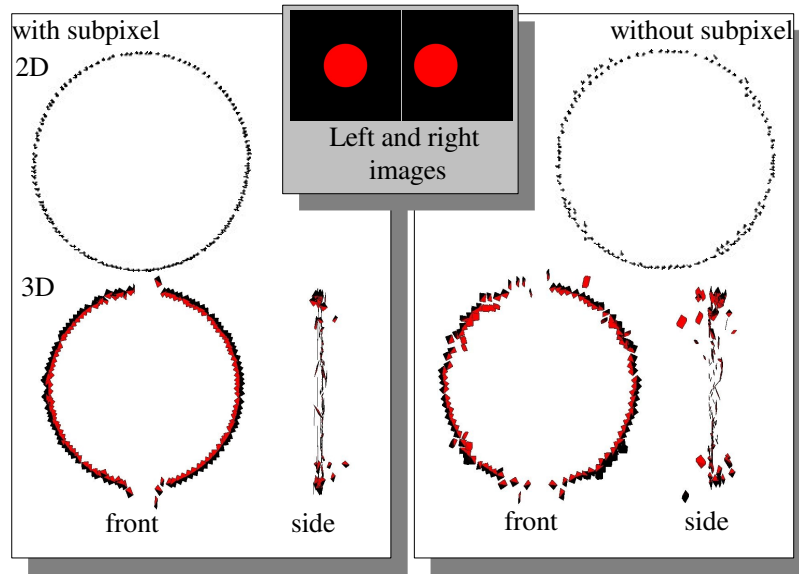 with subpixel
2D
3D
front
side
Left and right
images
without subpixel
front
side